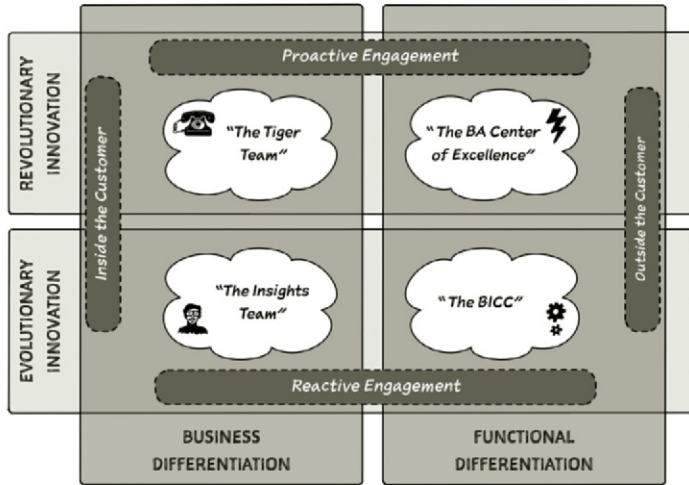 Proactive Engagement
REVOLUTIONARY
INNOVATION
Inside the Customer
"The Tiger
Team"
"The BA Center
of Excellence"
Outside the Customer
EVOLUTIONARY
INNOVATION
"The Insights
Team"
"The BICC"
Reactive Engagement
BUSINESS
DIFFERENTIATION
FUNCTIONAL
DIFFERENTIATION